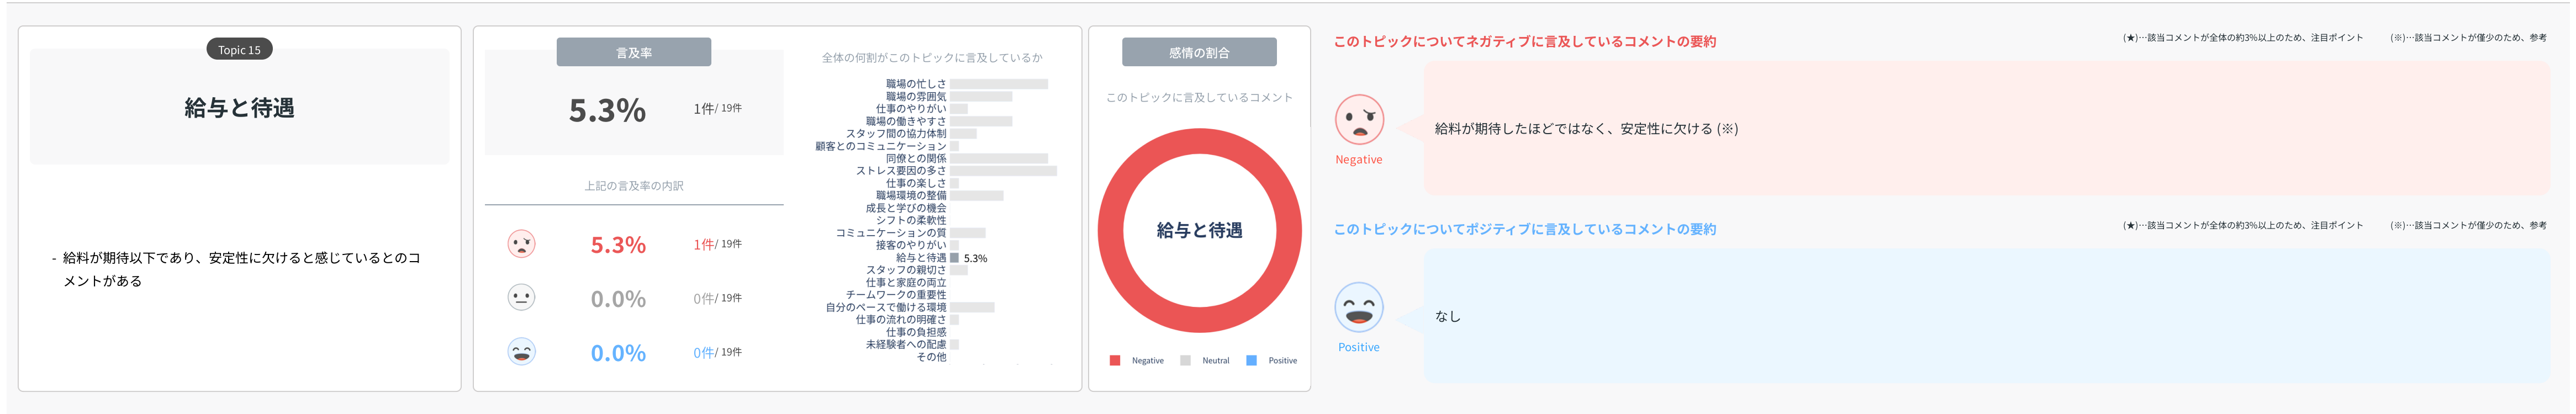 Topic 15
給与と待遇
- 給料が期待以下であり、安定性に欠けると感じているとのコ
メントがある
言及率
5.3%
1件/ 19件
上記の言及率の内訳
5.3%
1件/ 19件
0.0%
0件/ 19件
0.0%
0件/ 19件
全体の何割がこのトピックに言及しているか
職場の忙しさ
職場の雰囲気
仕事のやりがい
職場の働きやすさ
スタッフ間の協力体制
顧客とのコミュニケーション
同僚との関係
ストレス要因の多さ
仕事の楽しさ
職場環境の整備
成長と学びの機会
シフトの柔軟性
コミュニケーションの質
接客のやりがい
給与と待遇 5.3%
スタッフの親切さ
仕事と家庭の両立
チームワークの重要性
自分のペースで働ける環境
仕事の流れの明確さ
仕事の負担感
未経験者への配慮
その他
感情の割合
このトピックに言及しているコメント
給与と待遇
Negative Neutral Positive
このトピックについてネガティブに言及しているコメントの要約
(★)…該当コメントが全体の約3%以上のため、注目ポイント (※)…該当コメントが僅少のため、参考
Negative
給料が期待したほどではなく、安定性に欠ける (※)
このトピックについてポジティブに言及しているコメントの要約
(★)…該当コメントが全体の約3%以上のため、注目ポイント (※)…該当コメントが僅少のため、参考
Positive
なし